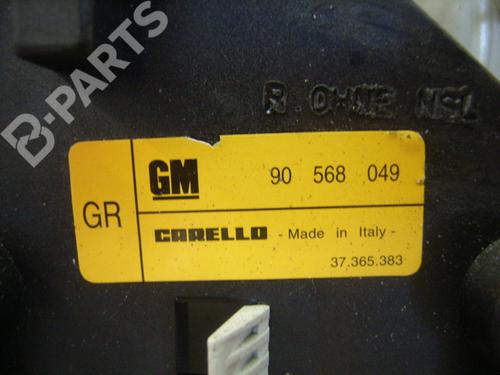 B-PARTS
R. OHNE NSL
GM 90 568 049
GR
CARELLO - Made in Italy -
37.365.383